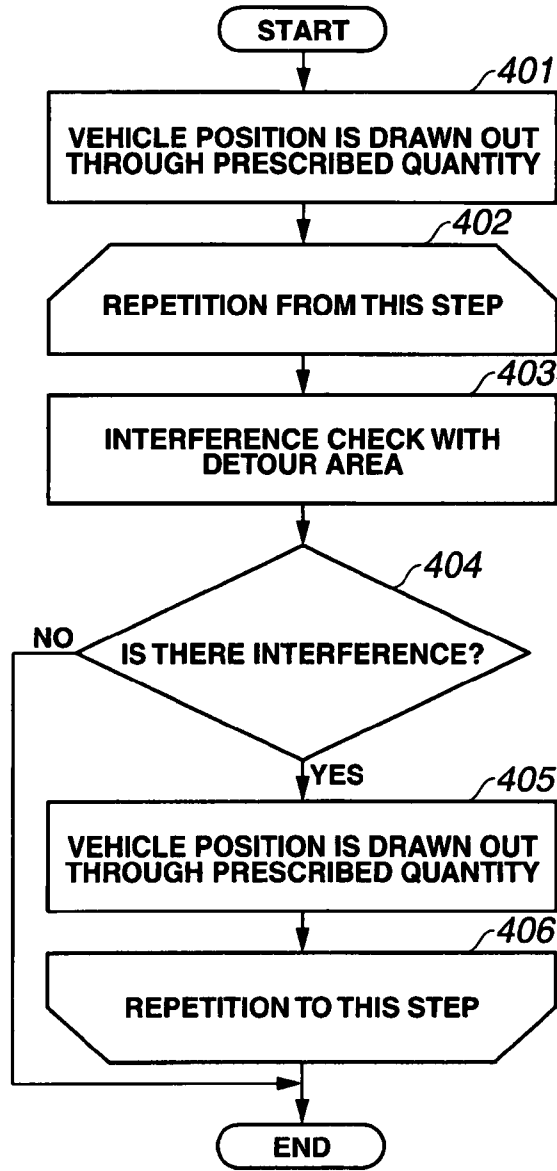 START
401
VEHICLE POSITION IS DRAWN OUT
THROUGH PRESCRIBED QUANTITY
402
REPETITION FROM THIS STEP
403
INTERFERENCE CHECK WITH
DETOUR AREA
404
NO
IS THERE INTERFERENCE?
YES
405
VEHICLE POSITION IS DRAWN OUT
THROUGH PRESCRIBED QUANTITY
406
REPETITION TO THIS STEP
END